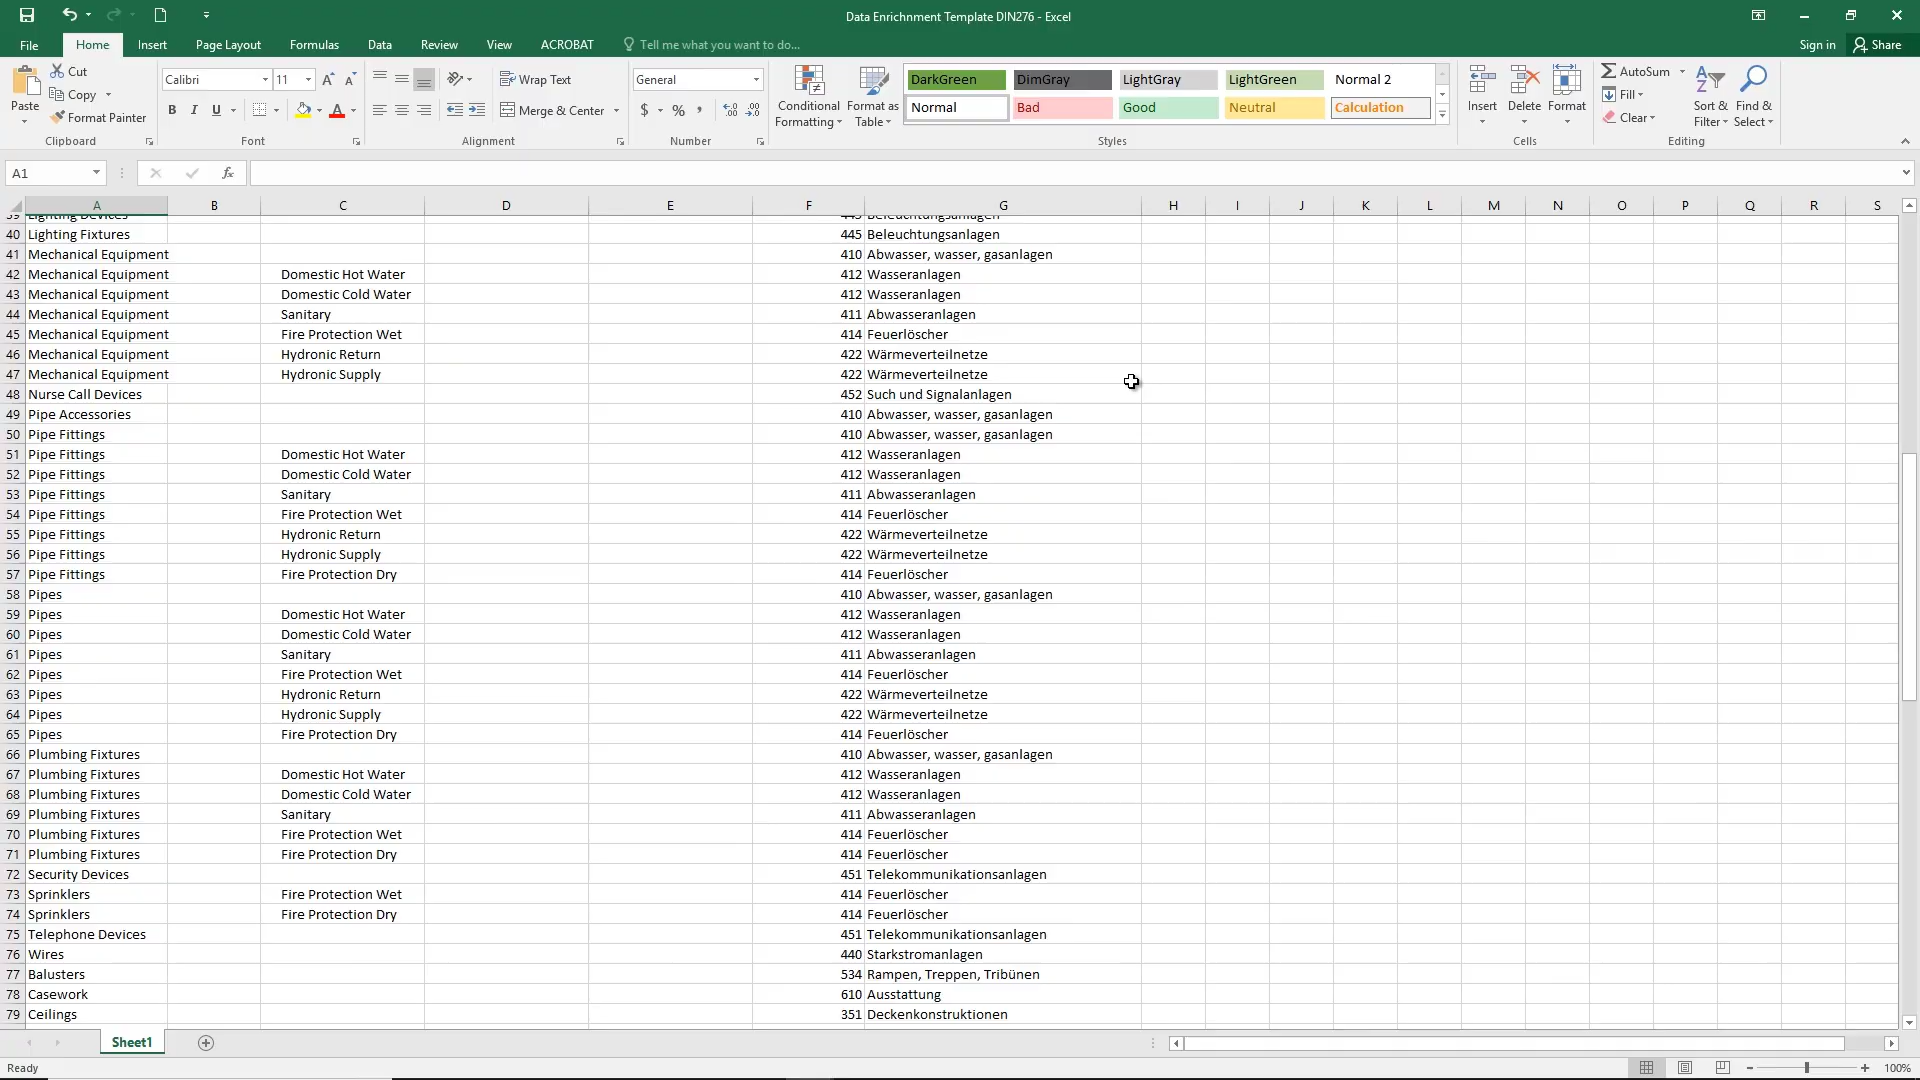 Data Enrichnment Template DIN276 - Excel
File Home Insert Page Layout Formulas Data Review View ACROBAT Tell me what you want to do... Sign in Share
Paste Cut Copy Format Painter Clipboard
Calibri 11 B I U A Font
Wrap Text Merge & Center Alignment
General $ % Number
Conditional Formatting Format as Table
DarkGreen DimGray LightGray LightGreen Normal 2
Normal Bad Good Neutral Calculation
Styles
Insert Delete Format Cells
AutoSum Fill Clear Sort & Filter Find & Select Editing
A1 fx
A B C D E F G H I J K L M N O P Q R S
39 Lighting Devices 445 Beleuchtungsanlagen
40 Lighting Fixtures 445 Beleuchtungsanlagen
41 Mechanical Equipment 410 Abwasser, wasser, gasanlagen
42 Mechanical Equipment Domestic Hot Water 412 Wasseranlagen
43 Mechanical Equipment Domestic Cold Water 412 Wasseranlagen
44 Mechanical Equipment Sanitary 411 Abwasseranlagen
45 Mechanical Equipment Fire Protection Wet 414 Feuerlöscher
46 Mechanical Equipment Hydronic Return 422 Wärmeverteilnetze
47 Mechanical Equipment Hydronic Supply 422 Wärmeverteilnetze
48 Nurse Call Devices 452 Such und Signalanlagen
49 Pipe Accessories 410 Abwasser, wasser, gasanlagen
50 Pipe Fittings 410 Abwasser, wasser, gasanlagen
51 Pipe Fittings Domestic Hot Water 412 Wasseranlagen
52 Pipe Fittings Domestic Cold Water 412 Wasseranlagen
53 Pipe Fittings Sanitary 411 Abwasseranlagen
54 Pipe Fittings Fire Protection Wet 414 Feuerlöscher
55 Pipe Fittings Hydronic Return 422 Wärmeverteilnetze
56 Pipe Fittings Hydronic Supply 422 Wärmeverteilnetze
57 Pipe Fittings Fire Protection Dry 414 Feuerlöscher
58 Pipes 410 Abwasser, wasser, gasanlagen
59 Pipes Domestic Hot Water 412 Wasseranlagen
60 Pipes Domestic Cold Water 412 Wasseranlagen
61 Pipes Sanitary 411 Abwasseranlagen
62 Pipes Fire Protection Wet 414 Feuerlöscher
63 Pipes Hydronic Return 422 Wärmeverteilnetze
64 Pipes Hydronic Supply 422 Wärmeverteilnetze
65 Pipes Fire Protection Dry 414 Feuerlöscher
66 Plumbing Fixtures 410 Abwasser, wasser, gasanlagen
67 Plumbing Fixtures Domestic Hot Water 412 Wasseranlagen
68 Plumbing Fixtures Domestic Cold Water 412 Wasseranlagen
69 Plumbing Fixtures Sanitary 411 Abwasseranlagen
70 Plumbing Fixtures Fire Protection Wet 414 Feuerlöscher
71 Plumbing Fixtures Fire Protection Dry 414 Feuerlöscher
72 Security Devices 451 Telekommunikationsanlagen
73 Sprinklers Fire Protection Wet 414 Feuerlöscher
74 Sprinklers Fire Protection Dry 414 Feuerlöscher
75 Telephone Devices 451 Telekommunikationsanlagen
76 Wires 440 Starkstromanlagen
77 Balusters 534 Rampen, Treppen, Tribünen
78 Casework 610 Ausstattung
79 Ceilings 351 Deckenkonstruktionen
Sheet1
Ready 100%